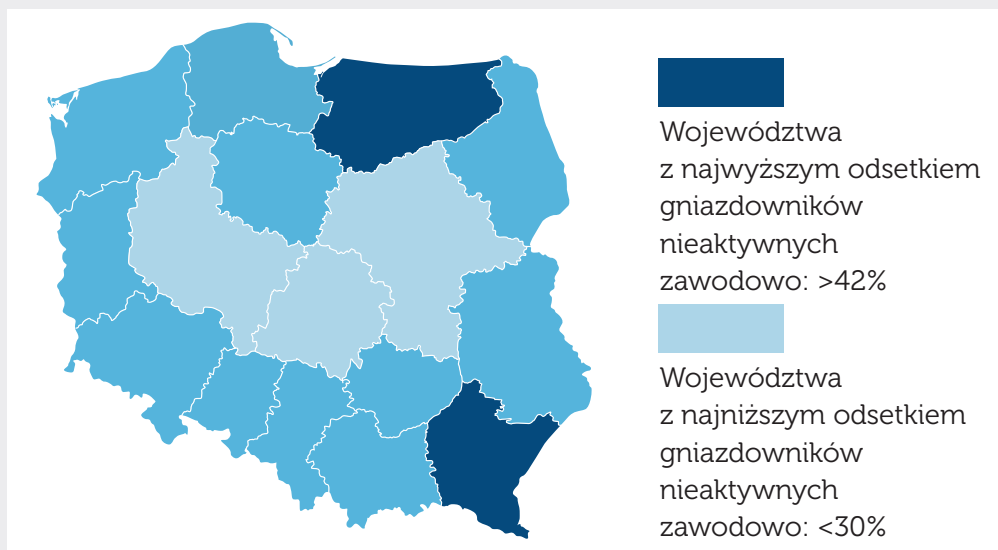 Województwa
z najwyższym odsetkiem
gniazdowników
nieaktywnych
zawodowo: >42%
Województwa
z najniższym odsetkiem
gniazdowników
nieaktywnych
zawodowo: <30%